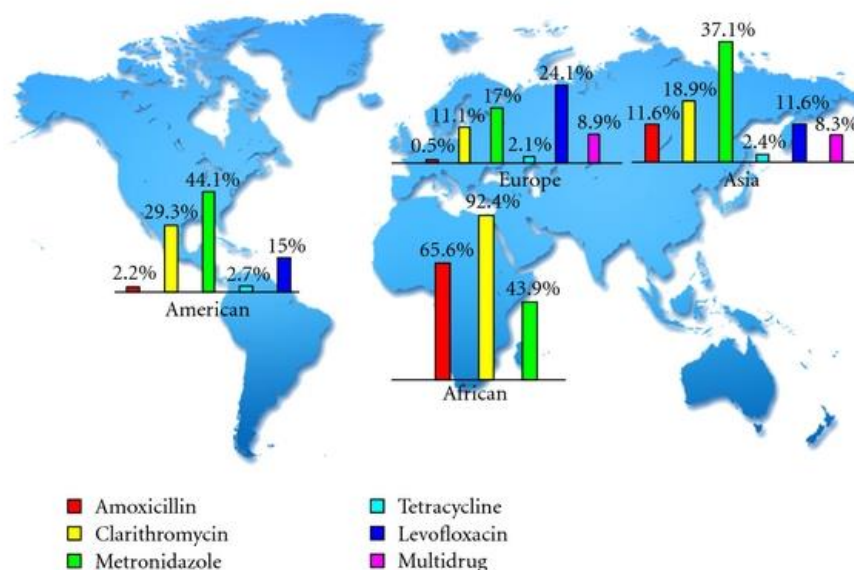 37.1%
24.1%
18.9%
17%
11.1%
11.6%
11.6%
8.9%
8.3%
0.5%
2.1%
2.4%
Europe
Asia
44.1%
92.4%
29.3%
65.6%
2.2%
2.7%
15%
43.9%
American
African
Amoxicillin
Tetracycline
Clarithromycin
Levofloxacin
Metronidazole
Multidrug